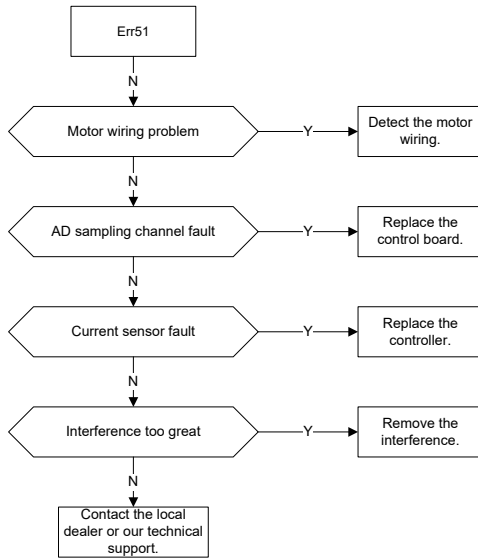 Err51
N
Motor wiring problem
Y
Detect the motor
wiring.
N
AD sampling channel fault
Y
Replace the
control board.
N
Current sensor fault
Y
Replace the
controller.
N
Interference too great
Y
Remove the
interference.
N
Contact the local
dealer or our technical
support.